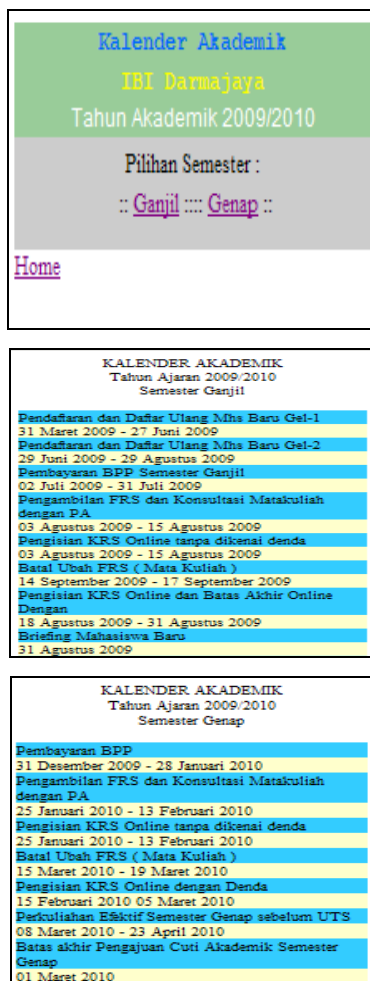 Kalender Akademik
IBI Darmajaya
Tahun Akademik 2009/2010
Pilihan Semester :
:: Ganjil :::: Genap ::
Home
KALENDER AKADEMIK
Tahun Ajaran 2009/2010
Semester Ganjil
Pendaftaran dan Daftar Ulang Mhs Baru Gel-1
31 Maret 2009 - 27 Juni 2009
Pendaftaran dan Daftar Ulang Mhs Baru Gel-2
29 Juni 2009 - 29 Agustus 2009
Pembayaran BPP Semester Ganjil
02 Juli 2009 - 31 Juli 2009
Pengambilan FRS dan Konsultasi Matakuliah
dengan PA
03 Agustus 2009 - 15 Agustus 2009
Pengisian KRS Online tanpa dikenai denda
03 Agustus 2009 - 15 Agustus 2009
Batal Ubah FRS ( Mata Kuliah )
14 September 2009 - 17 September 2009
Pengisian KRS Online dan Batas Akhir Online
Dengan
18 Agustus 2009 - 31 Agustus 2009
Briefing Mahasiswa Baru
31 Agustus 2009
KALENDER AKADEMIK
Tahun Ajaran 2009/2010
Semester Genap
Pembayaran BPP
31 Desember 2009 - 28 Januari 2010
Pengambilan FRS dan Konsultasi Matakuliah
dengan PA
25 Januari 2010 - 13 Februari 2010
Pengisian KRS Online tanpa dikenai denda
25 Januari 2010 - 13 Februari 2010
Batal Ubah FRS ( Mata Kuliah )
15 Maret 2010 - 19 Maret 2010
Pengisian KRS Online dengan Denda
15 Februari 2010 05 Maret 2010
Perkuliahan Efektif Semester Genap sebelum UTS
08 Maret 2010 - 23 April 2010
Batas akhir Pengajuan Cuti Akademik Semester
Genap
01 Maret 2010